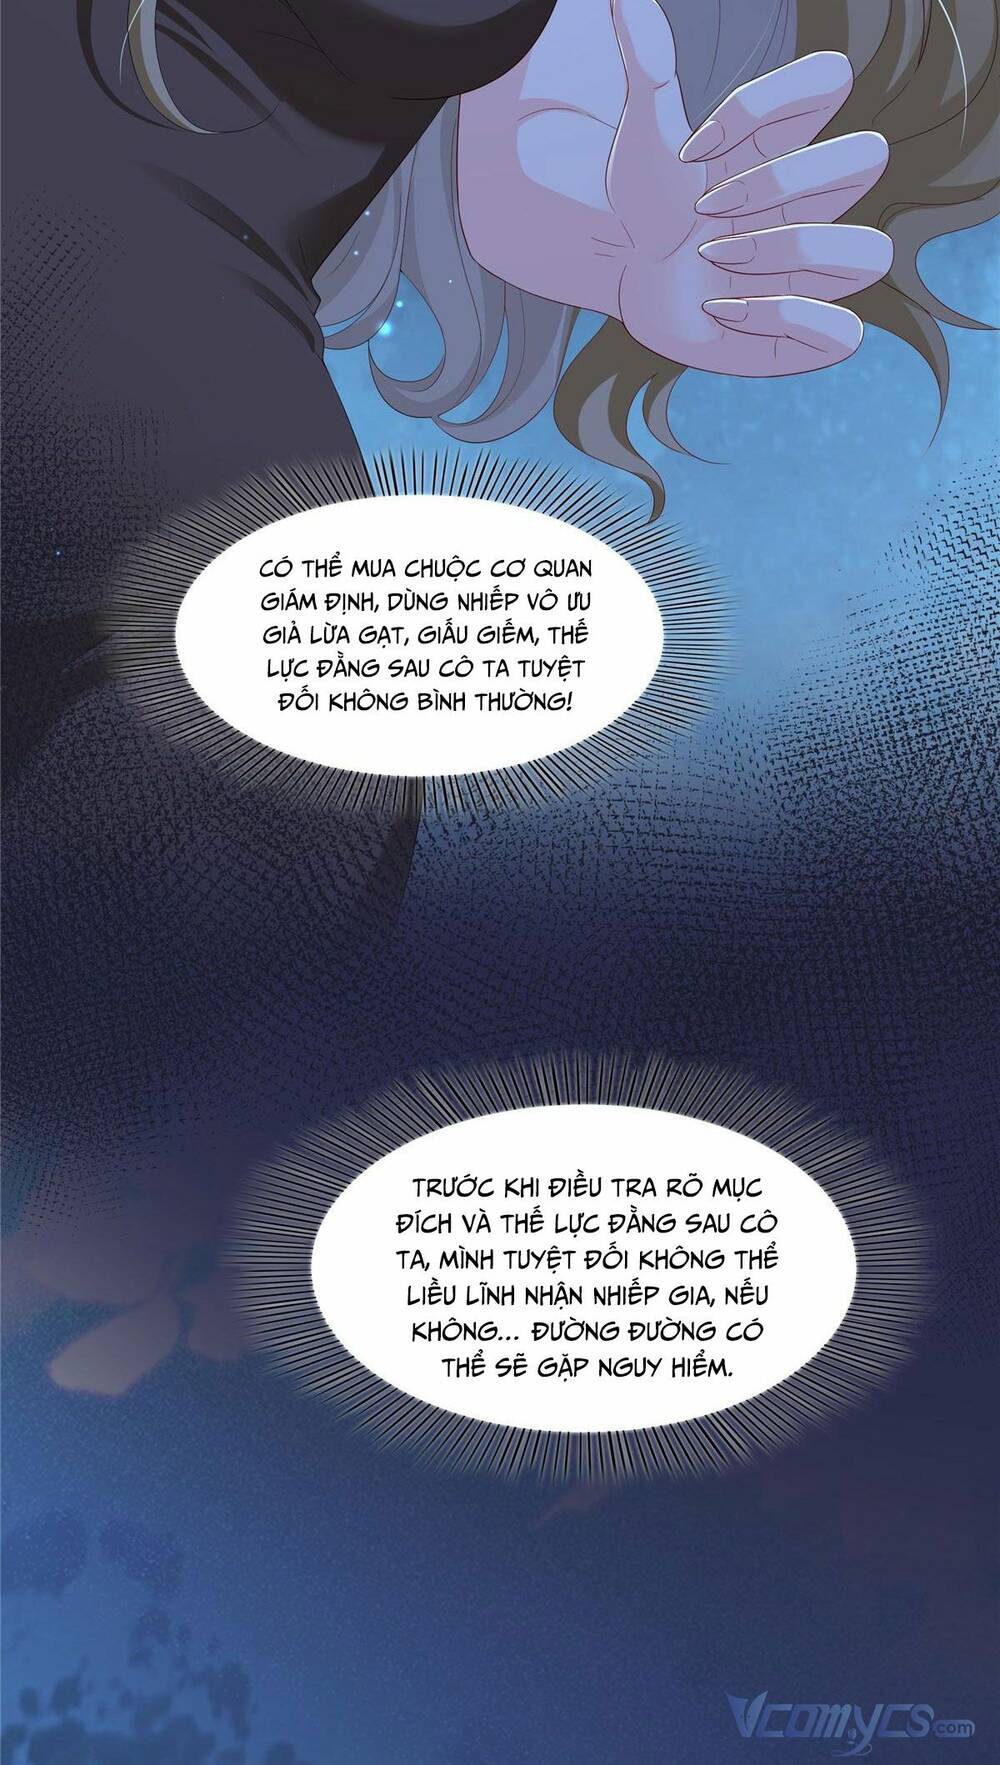 CÓ THỂ MUA CHUỘC CƠ QUAN
GIÁM ĐỊNH, DÙNG NHIẾP VÔ ƯU
GIẢ LỪA GẠT, GIẤU GIẾM, THẾ
LỰC ĐẰNG SAU CÔ TA TUYỆT
ĐỐI KHÔNG BÌNH THƯỜNG!
TRƯỚC KHI ĐIỀU TRA RÕ MỤC
ĐÍCH VÀ THẾ LỰC ĐẰNG SAU CÔ
TA, MÌNH TUYỆT ĐỐI KHÔNG THỂ
LIỀU LĨNH NHẬN NHIẾP GIA, NẾU
KHÔNG... ĐƯỜNG ĐƯỜNG CÓ
THỂ SẼ GẶP NGUY HIỂM.
VCOMYCS.com